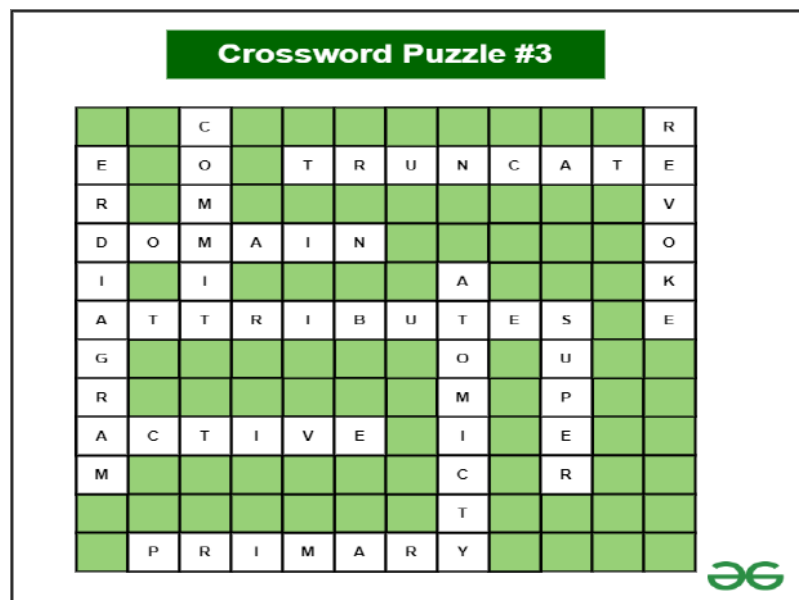 Crossword Puzzle #3
C R
E O T R U N C A T E
R M V
D O M A I N O
I I A K
A T T R I B U T E S E
G O U
R M P
A C T I V E I E
M C R
T
P R I M A R Y